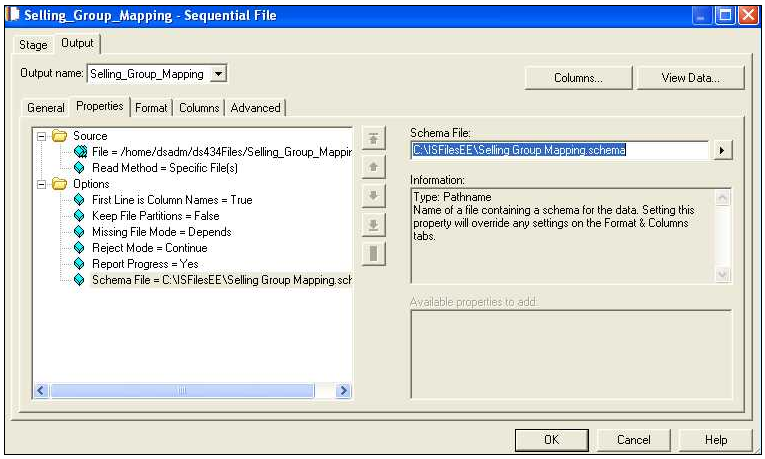 Selling_Group_Mapping - Sequential File
Stage
Output
Output name: Selling_Group_Mapping
Columns...
View Data...
General
Properties
Format
Columns
Advanced
Source
File = /home/dsadm/ds434Files/Selling_Group_Mappin
Read Method = Specific File(s)
Options
First Line is Column Names = True
Keep File Partitions = False
Missing File Mode = Depends
Reject Mode = Continue
Report Progress = Yes
Schema File = C:\ISFilesEE\Selling Group Mapping.sch
Schema File:
C:\ISFilesEE\Selling Group Mapping.schema
Information:
Type: Pathname
Name of a file containing a schema for the data. Setting this
property will override any settings on the Format & Columns
tabs.
Available properties to add:
OK
Cancel
Help